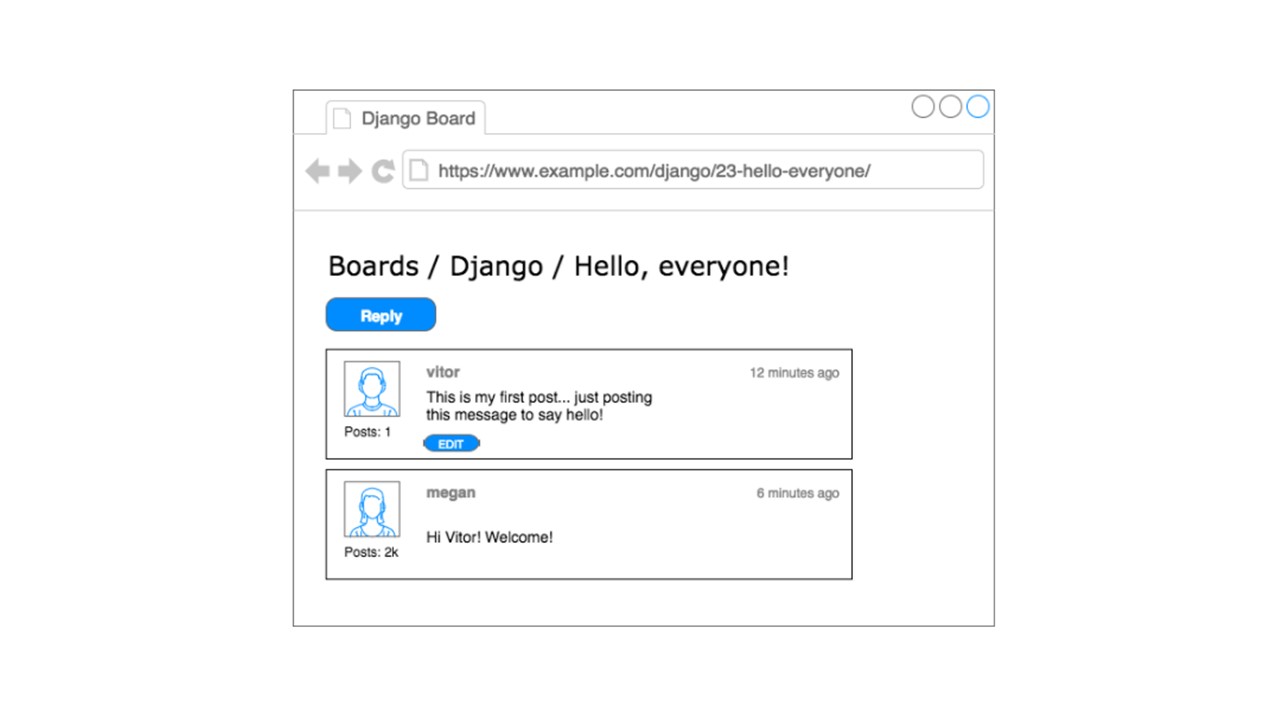 Django Board
https://www.example.com/django/23-hello-everyone/
Boards / Django / Hello, everyone!
Reply
vitor
12 minutes ago
This is my first post... just posting
this message to say hello!
Posts: 1
EDIT
megan
6 minutes ago
Hi Vitor! Welcome!
Posts: 2k